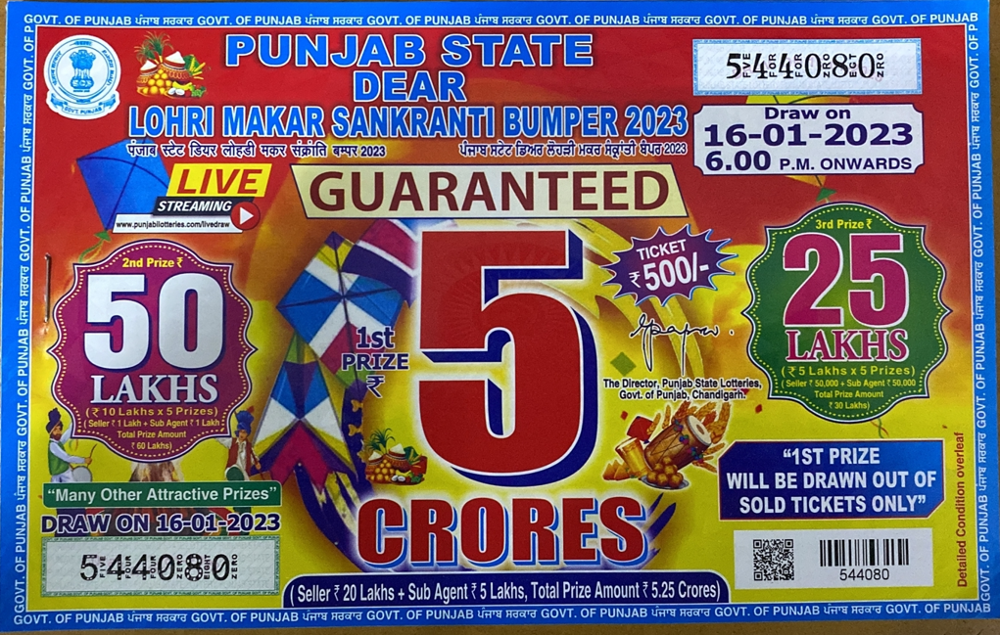 GOVT. OF PUNJAB ਪੰਜਾਬ ਸਰਕਾਰ GOVT. OF PUNJAB ਪੰਜਾਬ ਸਰਕਾਰ GOVT. OF PUNJAB ਪੰਜਾਬ ਸਰਕਾਰ GOVT. OF PUNJAB ਪੰਜਾਬ ਸਰਕਾਰ GOVT. OF PUNJAB ਪੰਜਾਬ ਸਰਕਾਰ GOVT. OF PUNJAB
GOVT. PUNJAB
PUNJAB STATE
DEAR
LOHRI MAKAR SANKRANTI BUMPER 2023
पंजाब स्टेट डियर लोहडी मकर संक्रांति बम्पर 2023
ਪੰਜਾਬ ਸਟੇਟ ਡਿਅਰ ਲੋਹੜੀ ਮਕਰ ਸੰਕ੍ਰਾਂਤੀ ਬੰਪਰ 2023
544080
FIVE FOUR FOUR ZERO EIGHT ZERO
Draw on
16-01-2023
6.00 P.M. ONWARDS
LIVE
STREAMING
www.punjabilotteries.com/livedraw
GUARANTEED
2nd Prize ₹
50
LAKHS
(₹ 10 Lakhs x 5 Prizes)
(Seller ₹ 1 Lakh + Sub Agent ₹ 1 Lakh
Total Prize Amount
₹ 60 Lakhs)
1st
PRIZE
₹
5
CRORES
TICKET
₹ 500/-
The Director, Punjab State Lotteries,
Govt. of Punjab, Chandigarh.
3rd Prize ₹
25
LAKHS
(₹ 5 Lakhs x 5 Prizes)
(Seller ₹ 50,000 + Sub Agent ₹ 50,000
Total Prize Amount
₹ 30 Lakhs)
"Many Other Attractive Prizes"
DRAW ON 16-01-2023
544080
FIVE FOUR FOUR ZERO EIGHT ZERO
"1ST PRIZE
WILL BE DRAWN OUT OF
SOLD TICKETS ONLY"
544080
Detailed Condition overleaf
(Seller ₹ 20 Lakhs + Sub Agent ₹ 5 Lakhs, Total Prize Amount ₹ 5.25 Crores)
GOVT. OF PUNJAB ਪੰਜਾਬ ਸਰਕਾਰ GOVT. OF PUNJAB ਪੰਜਾਬ ਸਰਕਾਰ GOVT. OF PUNJAB ਪੰਜਾਬ ਸਰਕਾਰ GOVT. OF PUNJAB ਪੰਜਾਬ ਸਰਕਾਰ GOVT. OF PUNJAB ਪੰਜਾਬ ਸਰਕਾਰ GOVT. OF PUNJAB